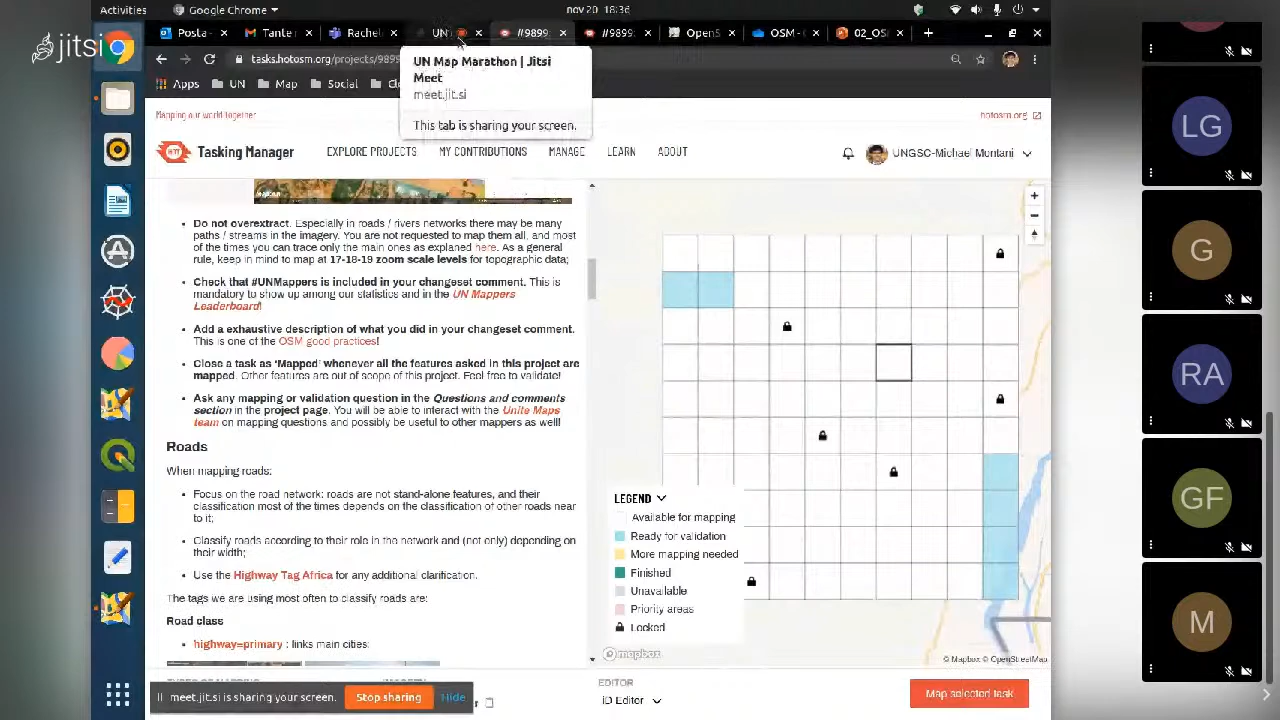 Activities
Google Chrome
nov 20 18:36
jitsi
Posta -
Tante
Rache
UN
#989
#9899
OpenS
OSM -
02_OS
tasks.hotosm.org/projects/9899
Apps
UN
Map
Social
UN Map Marathon | Jitsi
Meet
meet.jit.si
This tab is sharing your screen.
Mapping our world together
hotosm.org
HOT
Tasking Manager
EXPLORE PROJECTS
MY CONTRIBUTIONS
MANAGE
LEARN
ABOUT
UNGSC-Michael Montani
Do not overextract. Especially in roads / rivers networks there may be many
paths / streams in the imagery. You are not requested to map them all, and most
of the times you can trace only the main ones as explaned here. As a general
rule, keep in mind to map at 17-18-19 zoom scale levels for topographic data;
Check that #UNMappers is included in your changeset comment. This is
mandatory to show up among our statistics and in the UN Mappers
Leaderboard!
Add a exhaustive description of what you did in your changeset comment.
This is one of the OSM good practices!
Close a task as 'Mapped' whenever all the features asked in this project are
mapped. Other features are out of scope of this project. Feel free to validate!
Ask any mapping or validation question in the Questions and comments
section in the project page. You will be able to interact with the Unite Maps
team on mapping questions and possibly be useful to other mappers as well!
Roads
When mapping roads:
Focus on the road network: roads are not stand-alone features, and their
classification most of the times depends on the classification of other roads near
to it;
Classify roads according to their role in the network and (not only) depending on
their width;
Use the Highway Tag Africa for any additional clarification.
The tags we are using most often to classify roads are:
Road class
highway=primary : links main cities:
LEGEND
Available for mapping
Ready for validation
More mapping needed
Finished
Unavailable
Priority areas
Locked
mapbox
© Mapbox © OpenStreetMap
EDITOR
iD Editor
Map selected task
meet.jit.si is sharing your screen.
Stop sharing
Hide
LG
G
RA
GF
M